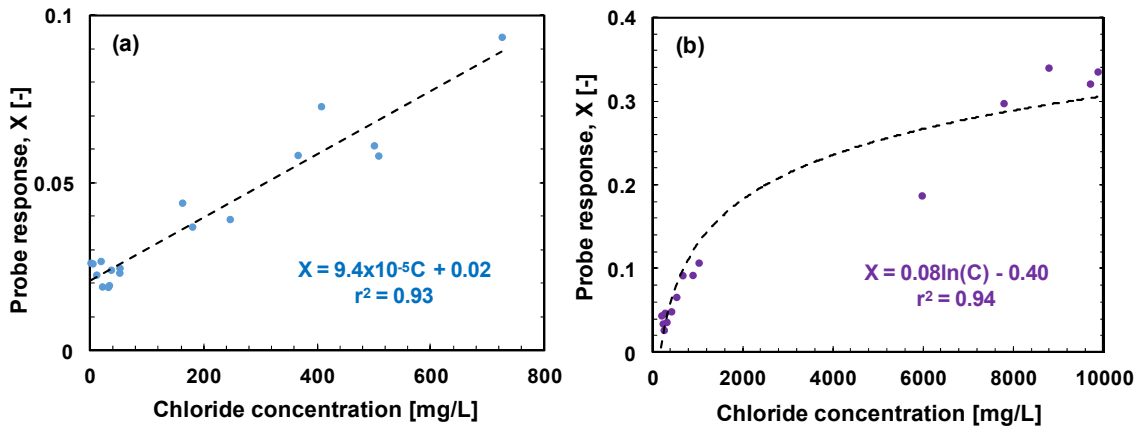 (a)
Probe response, X [-]
0.1
0.05
0
X = 9.4x10⁻⁵C + 0.02
r² = 0.93
0 200 400 600 800
Chloride concentration [mg/L]
(b)
Probe response, X [-]
0.4
0.3
0.2
0.1
0
X = 0.08ln(C) - 0.40
r² = 0.94
0 2000 4000 6000 8000 10000
Chloride concentration [mg/L]